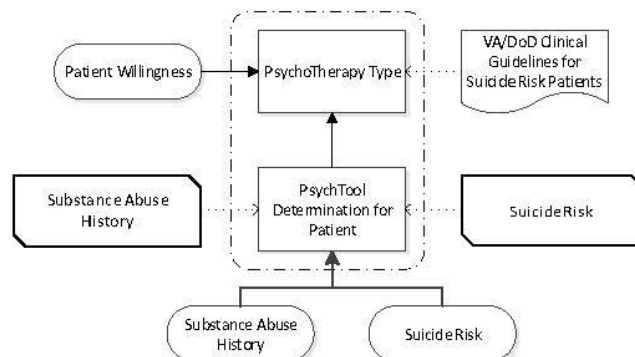 VA/DoD Clinical
Guidelines for
Suicide Risk Patients
Patient Willingness
PsychoTherapy Type
Substance Abuse
History
PsychTool
Determination for
Patient
Suicide Risk
Substance Abuse
History
Suicide Risk